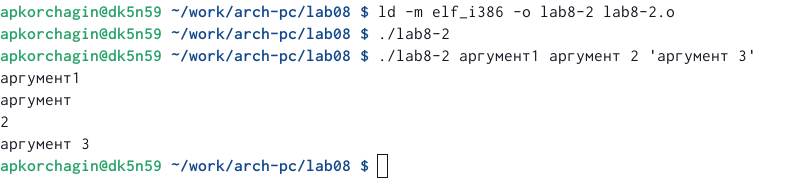 apkorchagin@dk5n59 ~/work/arch-pc/lab08 $ ld -m elf_i386 -o lab8-2 lab8-2.o
apkorchagin@dk5n59 ~/work/arch-pc/lab08 $ ./lab8-2
apkorchagin@dk5n59 ~/work/arch-pc/lab08 $ ./lab8-2 аргумент1 аргумент 2 'аргумент 3'
аргумент1
аргумент
2
аргумент 3
apkorchagin@dk5n59 ~/work/arch-pc/lab08 $